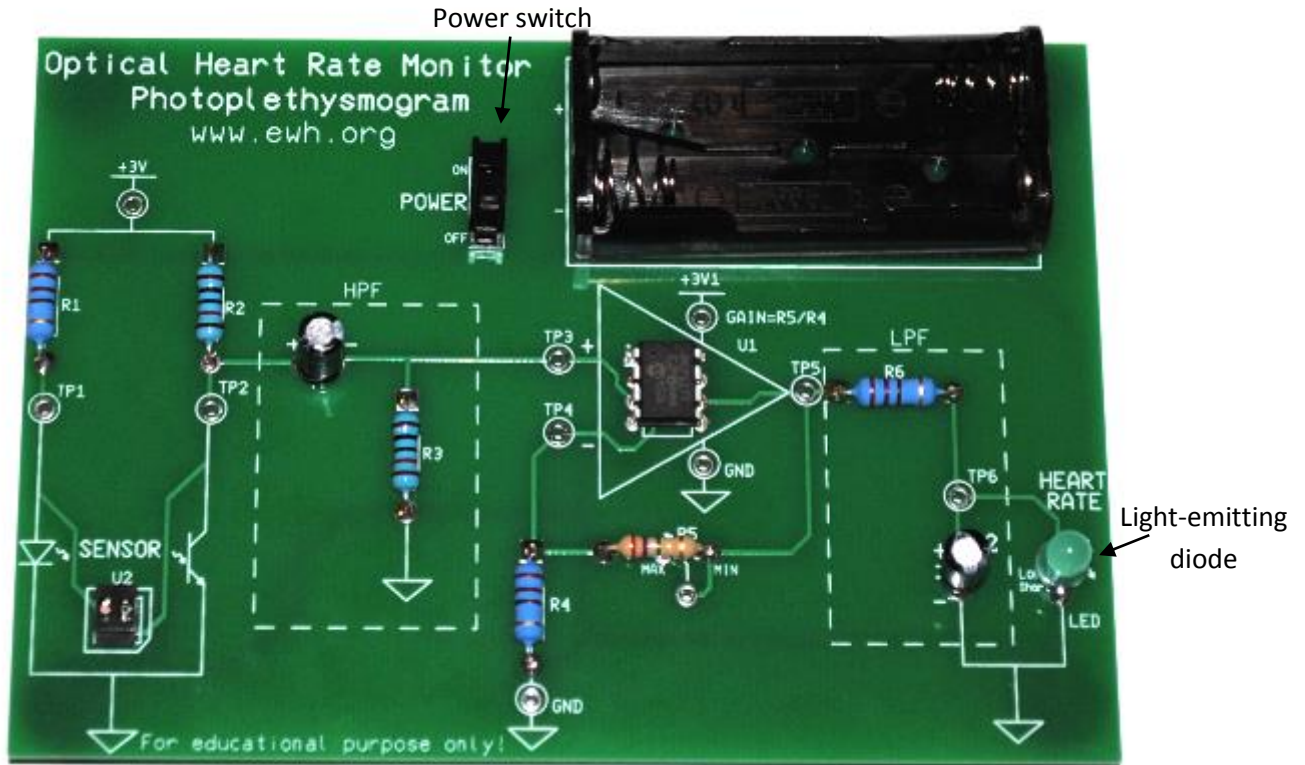 Power switch
Optical Heart Rate Monitor
Photoplethysmogram
www.ewh.org
+3V
ON
POWER
OFF
+
-
R1
R2
HPF
+
-
+3V1
GAIN=R5/R4
U1
TP3
+
LPF
TP5
R6
TP1
TP2
TP4
-
R3
GND
TP6
HEART
RATE
Light-emitting
diode
SENSOR
U2
R5
MAX
MIN
+
2
-
R4
LED
GND
For educational purpose only!